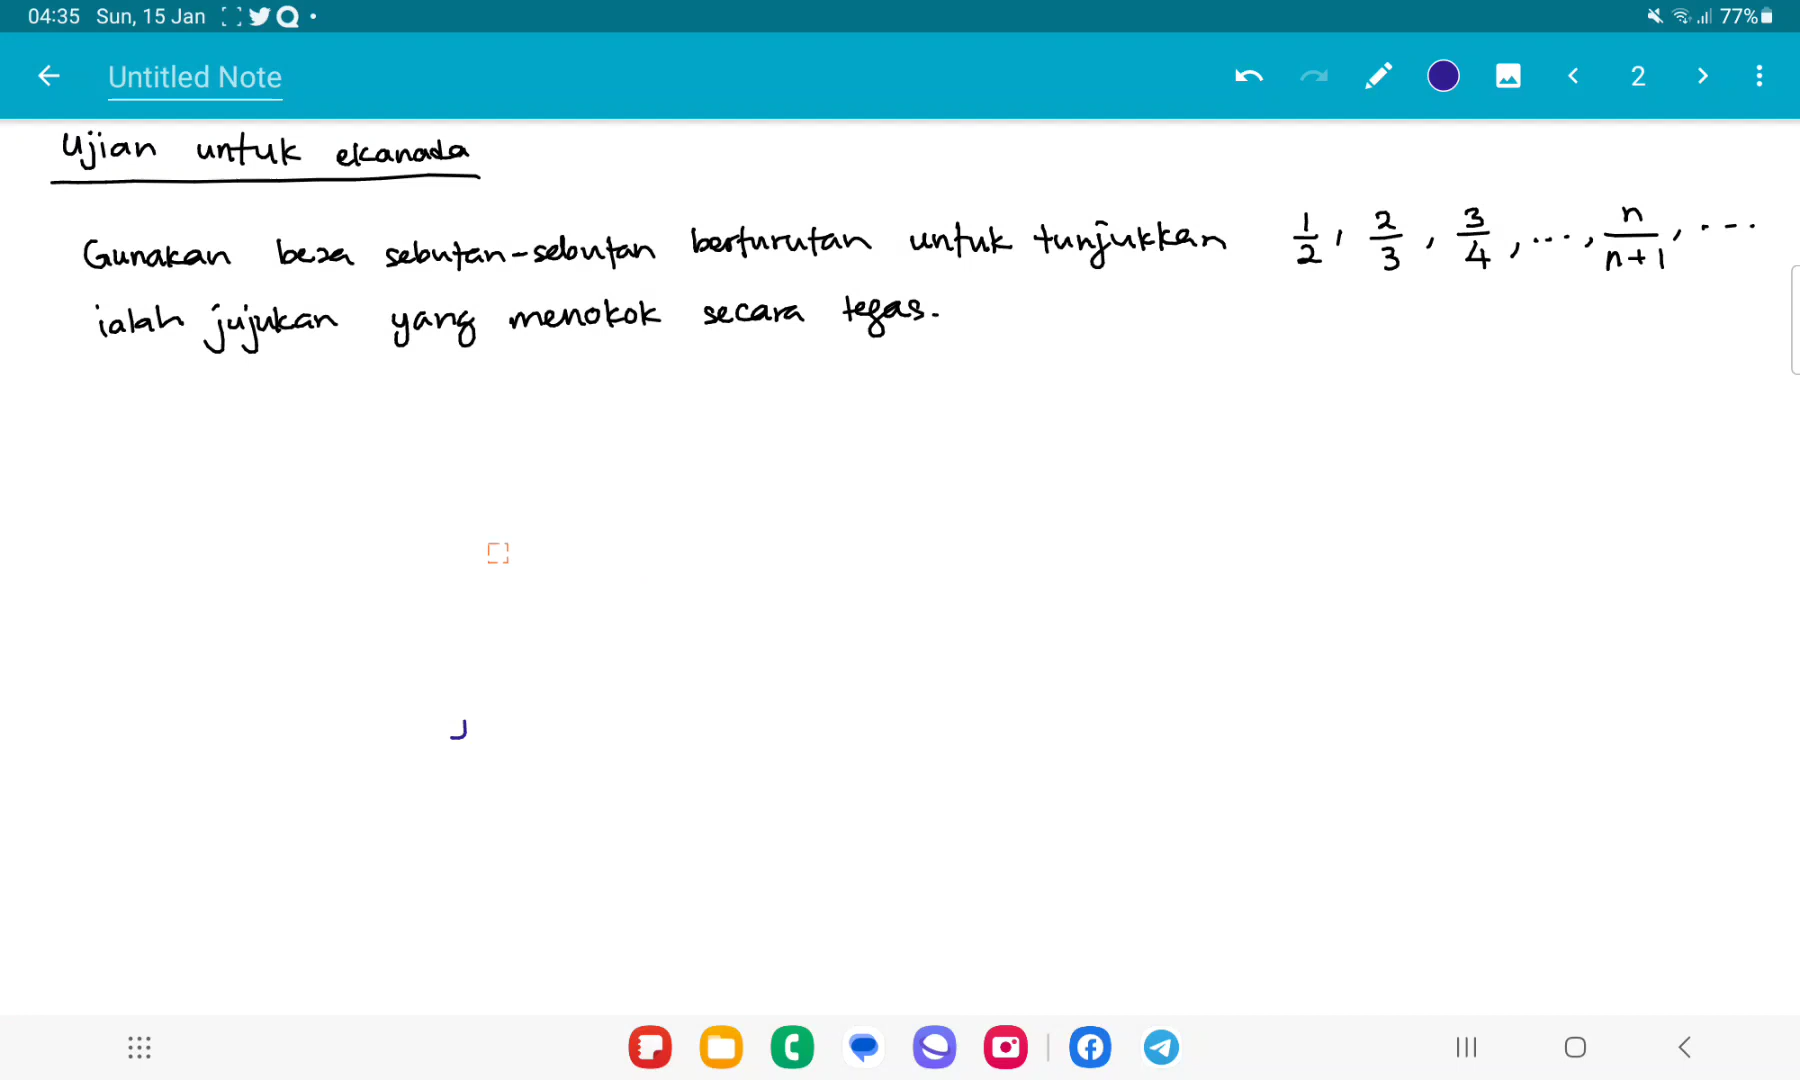 04:35 Sun, 15 Jan 77%
Untitled Note 2
Ujian untuk ekanada
Gunakan beza sebutan-sebutan berturutan untuk tunjukkan 1/2, 2/3, 3/4, ..., n/n+1, ...
ialah jujukan yang menokok secara tegas.